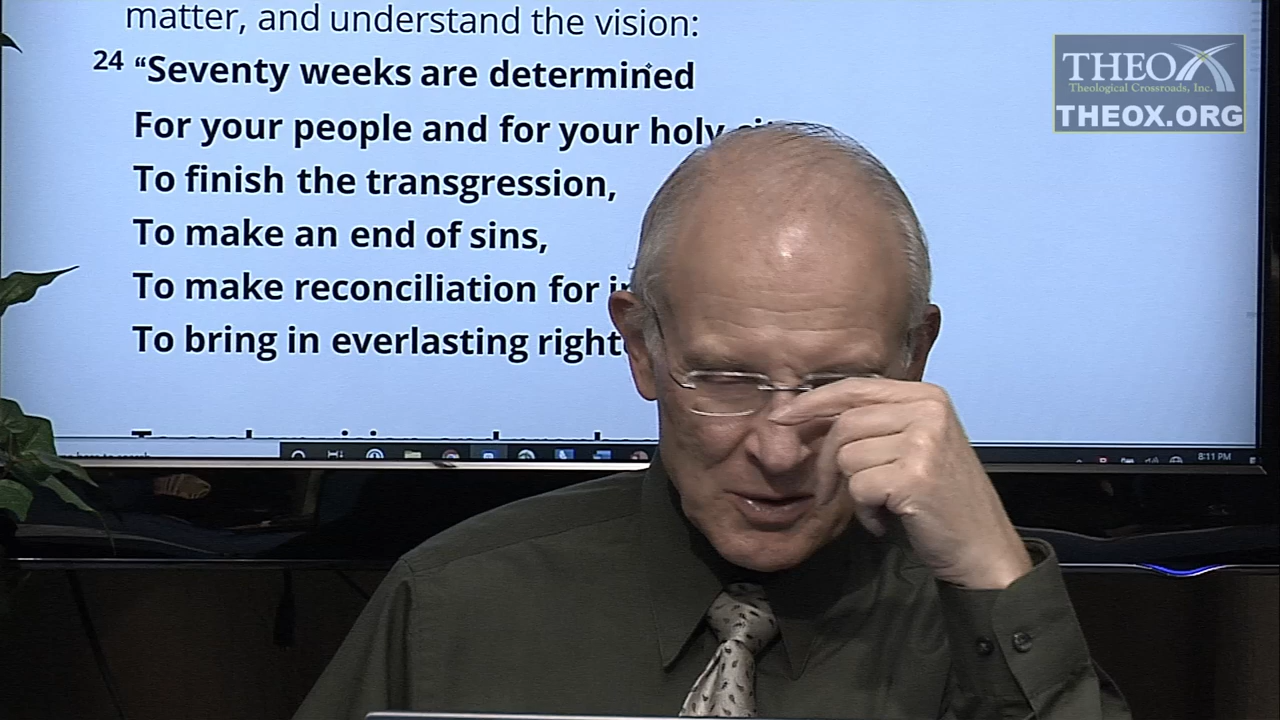 matter, and understand the vision:
24 “Seventy weeks are determined
For your people and for your holy
To finish the transgression,
To make an end of sins,
To make reconciliation for
To bring in everlasting
8:11 PM
THEOX
Theological Crossroads, Inc.
THEOX.ORG